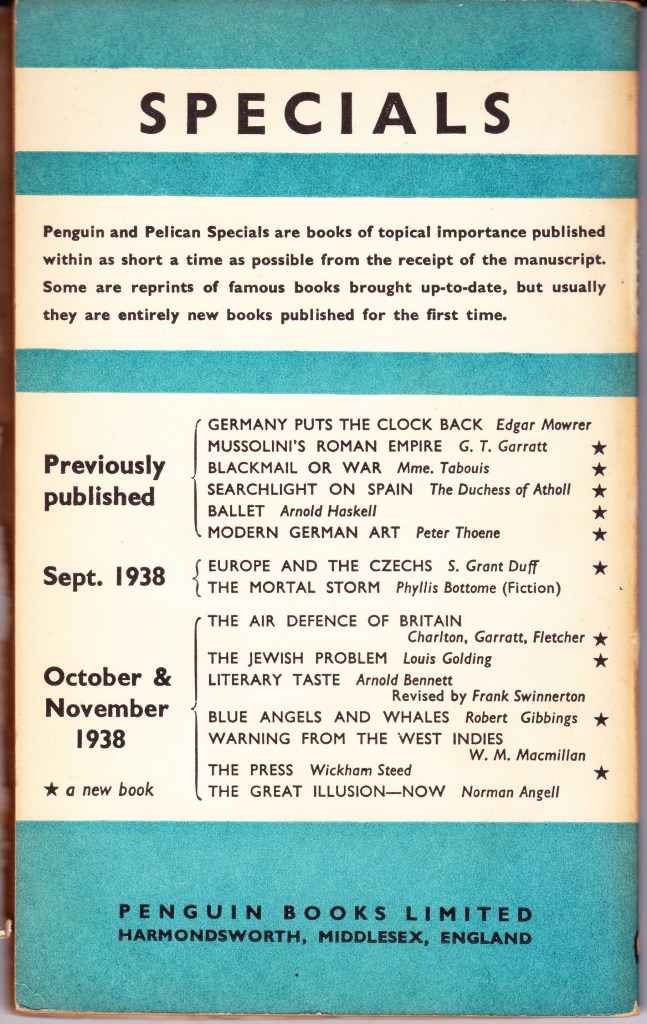 SPECIALS
Penguin and Pelican Specials are books of topical importance published
within as short a time as possible from the receipt of the manuscript.
Some are reprints of famous books brought up-to-date, but usually
they are entirely new books published for the first time.
Previously
published
GERMANY PUTS THE CLOCK BACK Edgar Mowrer
MUSSOLINI'S ROMAN EMPIRE G. T. Garratt ★
BLACKMAIL OR WAR Mme. Tabouis ★
SEARCHLIGHT ON SPAIN The Duchess of Atholl ★
BALLET Arnold Haskell ★
MODERN GERMAN ART Peter Thoene ★
Sept. 1938
EUROPE AND THE CZECHS S. Grant Duff ★
THE MORTAL STORM Phyllis Bottome (Fiction)
October &
November
1938
THE AIR DEFENCE OF BRITAIN
Charlton, Garratt, Fletcher ★
THE JEWISH PROBLEM Louis Golding ★
LITERARY TASTE Arnold Bennett
Revised by Frank Swinnerton
BLUE ANGELS AND WHALES Robert Gibbings ★
WARNING FROM THE WEST INDIES
W. M. Macmillan
THE PRESS Wickham Steed ★
THE GREAT ILLUSION—NOW Norman Angell
★ a new book
PENGUIN BOOKS LIMITED
HARMONDSWORTH, MIDDLESEX, ENGLAND